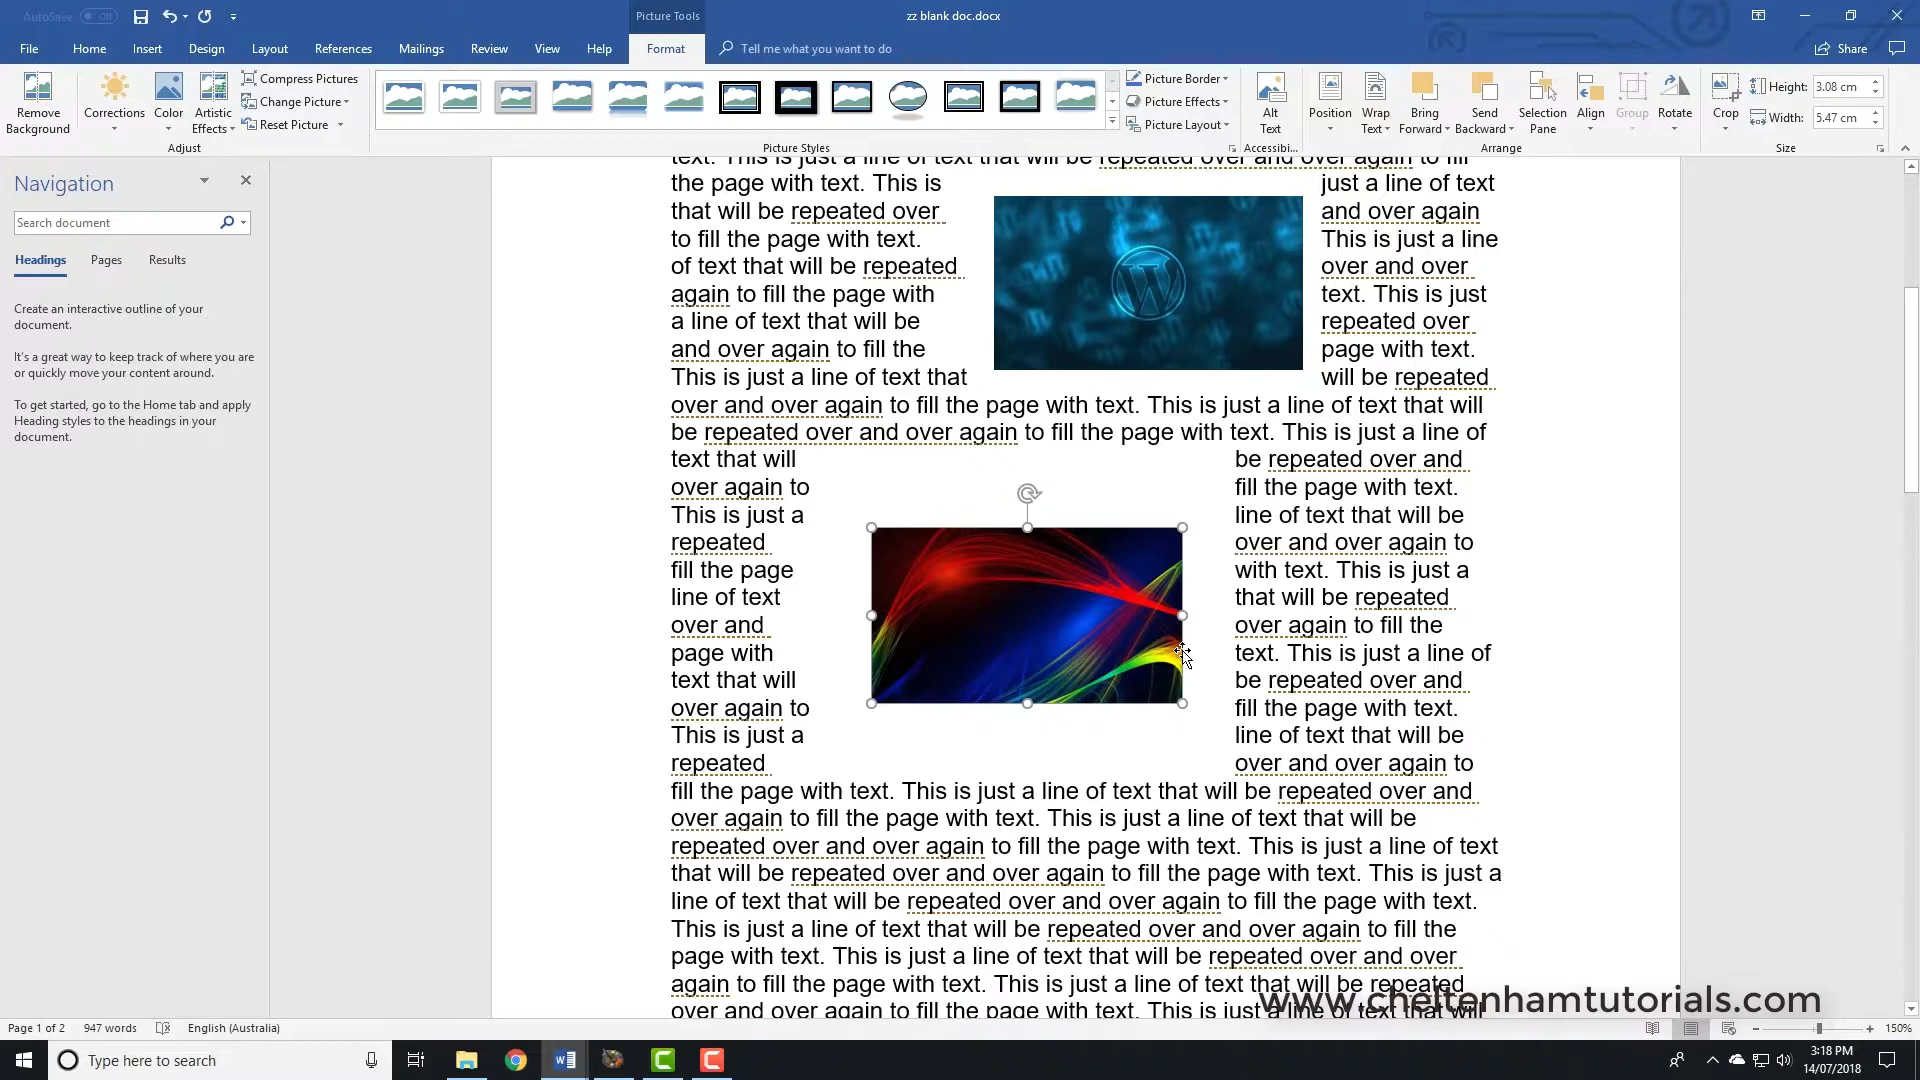 AutoSave Off
Picture Tools
zz blank doc.docx
File Home Insert Design Layout References Mailings Review View Help Format Tell me what you want to do Share
Remove Background
Corrections
Color
Artistic Effects
Compress Pictures
Change Picture
Reset Picture
Adjust
Picture Styles
Picture Border
Picture Effects
Picture Layout
Alt Text
Accessibi...
Position
Wrap Text
Bring Forward
Send Backward
Selection Pane
Align
Group
Rotate
Arrange
Crop
Height: 3.08 cm
Width: 5.47 cm
Size
Navigation
Search document
Headings Pages Results
Create an interactive outline of your
document.
It's a great way to keep track of where you are
or quickly move your content around.
To get started, go to the Home tab and apply
Heading styles to the headings in your
document.
text. This is just a line of text that will be repeated over and over again to fill
the page with text. This is just a line of text
that will be repeated over and over again
to fill the page with text. This is just a line
of text that will be repeated over and over
again to fill the page with text. This is just
a line of text that will be repeated over
and over again to fill the page with text.
This is just a line of text that will be repeated
over and over again to fill the page with text. This is just a line of text that will
be repeated over and over again to fill the page with text. This is just a line of
text that will be repeated over and
over again to fill the page with text.
This is just a line of text that will be
repeated over and over again to
fill the page with text. This is just a
line of text that will be repeated
over and over again to fill the
page with text. This is just a line of
text that will be repeated over and
over again to fill the page with text.
This is just a line of text that will be
repeated over and over again to
fill the page with text. This is just a line of text that will be repeated over and
over again to fill the page with text. This is just a line of text that will be
repeated over and over again to fill the page with text. This is just a line of text
that will be repeated over and over again to fill the page with text. This is just a
line of text that will be repeated over and over again to fill the page with text.
This is just a line of text that will be repeated over and over again to fill the
page with text. This is just a line of text that will be repeated over and over
again to fill the page with text. This is just a line of text that will be repeated
over and over again to fill the page with text. This is just a line of text that will
www.cheltenhamtutorials.com
Page 1 of 2 947 words English (Australia) 150%
Type here to search
3:18 PM
14/07/2018